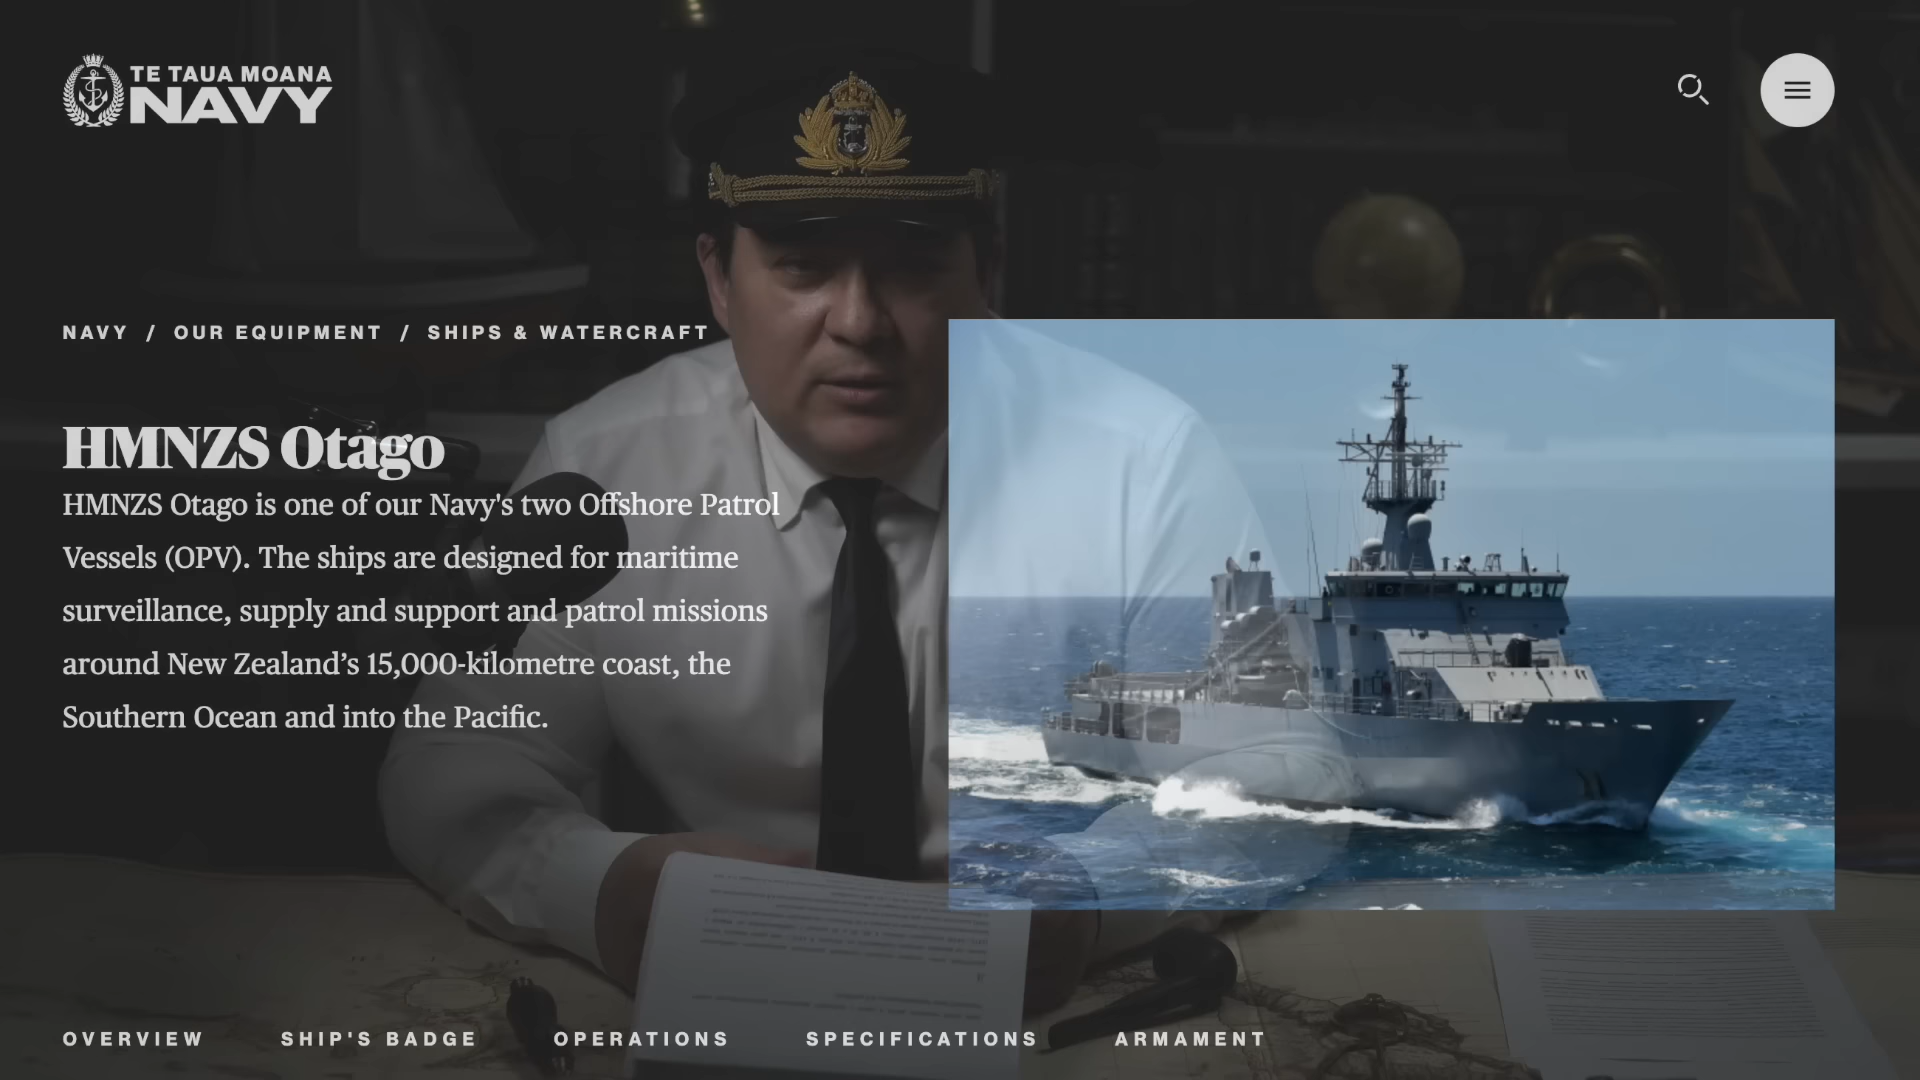 TE TAUA MOANA
NAVY
NAVY / OUR EQUIPMENT / SHIPS & WATERCRAFT
HMNZS Otago
HMNZS Otago is one of our Navy's two Offshore Patrol
Vessels (OPV). The ships are designed for maritime
surveillance, supply and support and patrol missions
around New Zealand’s 15,000-kilometre coast, the
Southern Ocean and into the Pacific.
OVERVIEW SHIP'S BADGE OPERATIONS SPECIFICATIONS ARMAMENT